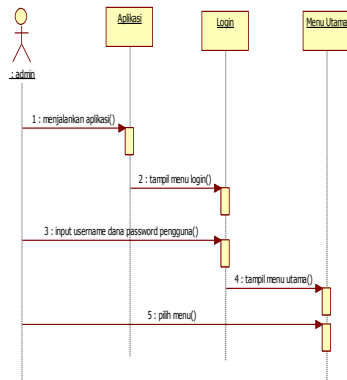 Aplikasi
Login
Menu Utama
: admin
1 : menjalankan aplikasi()
2 : tampil menu login()
3 : input username dana password pengguna()
4 : tampil menu utama()
5 : pilih menu()